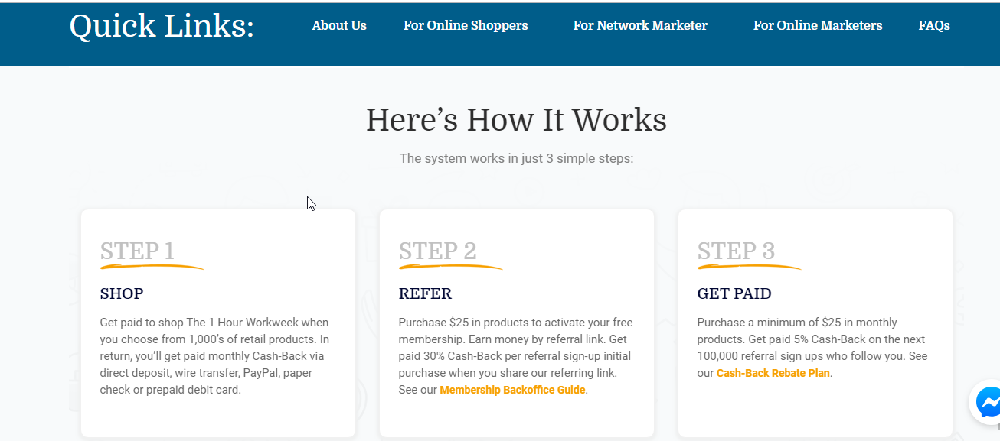 Quick Links: About Us For Online Shoppers For Network Marketer For Online Marketers FAQs
Here’s How It Works
The system works in just 3 simple steps:
STEP 1
SHOP
Get paid to shop The 1 Hour Workweek when
you choose from 1,000’s of retail products. In
return, you’ll get paid monthly Cash-Back via
direct deposit, wire transfer, PayPal, paper
check or prepaid debit card.
STEP 2
REFER
Purchase $25 in products to activate your free
membership. Earn money by referral link. Get
paid 30% Cash-Back per referral sign-up initial
purchase when you share our referring link.
See our Membership Backoffice Guide.
STEP 3
GET PAID
Purchase a minimum of $25 in monthly
products. Get paid 5% Cash-Back on the next
100,000 referral sign ups who follow you. See
our Cash-Back Rebate Plan.